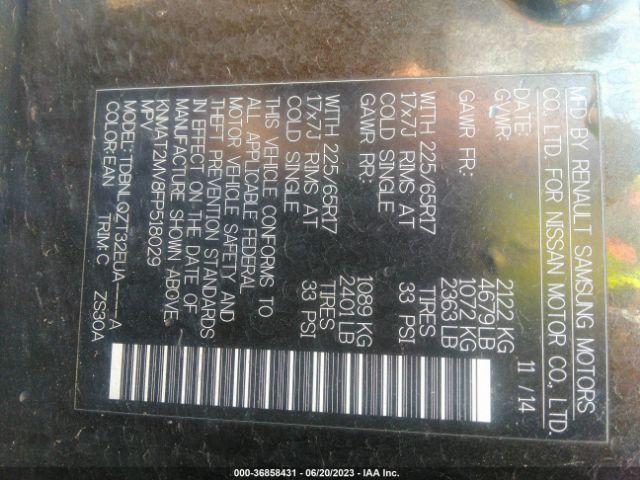 MFD BY RENAULT SAMSUNG MOTORS
CO., LTD. FOR NISSAN MOTOR CO., LTD.
DATE: 11 /14
GVWR: 2122 KG
4679LB
GAWR FR: 1072 KG
2363 LB
WITH 225/65R17 TIRES
17x7J RIMS AT 33 PSI
COLD SINGLE
GAWR RR: 1089 KG
2401 LB
WITH 225/65R17 TIRES
17x7J RIMS AT 33 PSI
COLD SINGLE
THIS VEHICLE CONFORMS TO
ALL APPLICABLE FEDERAL
MOTOR VEHICLE SAFETY AND
THEFT PREVENTION STANDARDS
IN EFFECT ON THE DATE OF
MANUFACTURE SHOWN ABOVE.
KNMAT2MV8FP518029
MPV
MODEL: TDBNLQZT32EUA-----A
COLOR:EAN TRIM:C ZS30A
000-36858431 - 06/20/2023 - IAA Inc.